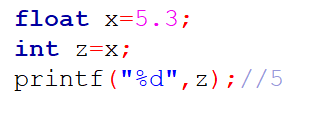 float x=5.3;
int z=x;
printf("%d",z);//5